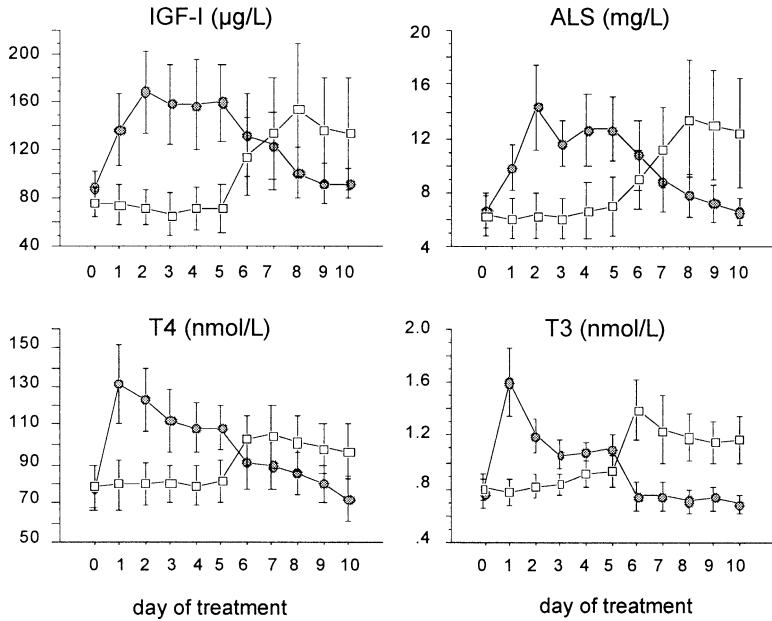 IGF-I (µg/L)
200
160
120
80
40
0 1 2 3 4 5 6 7 8 9 10
ALS (mg/L)
20
16
12
8
4
0 1 2 3 4 5 6 7 8 9 10
T4 (nmol/L)
150
130
110
90
70
50
0 1 2 3 4 5 6 7 8 9 10
day of treatment
T3 (nmol/L)
2.0
1.6
1.2
.8
.4
0 1 2 3 4 5 6 7 8 9 10
day of treatment